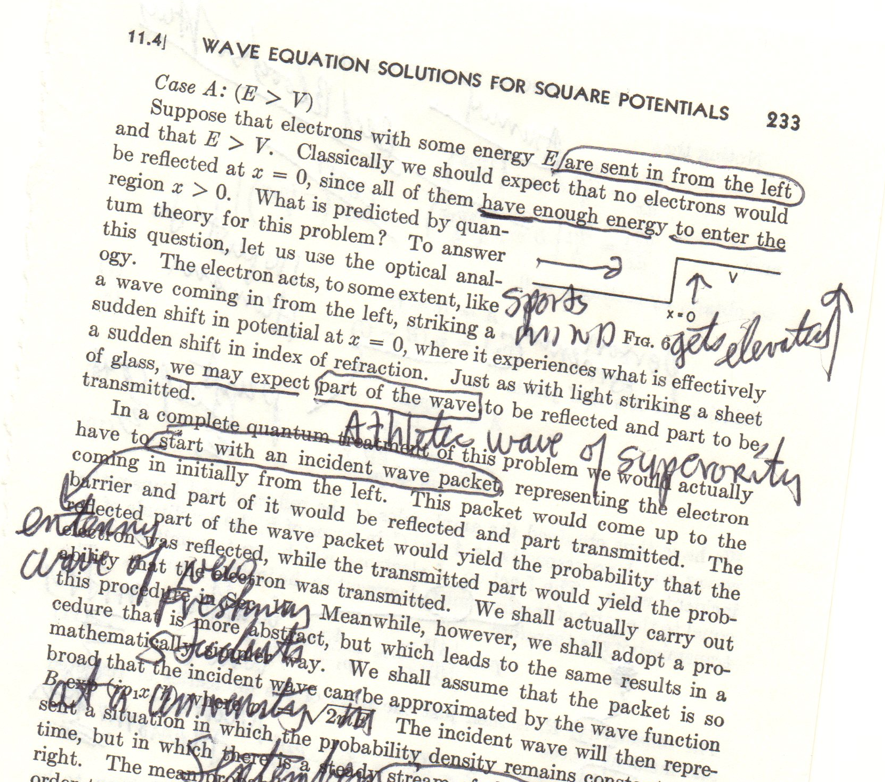 11.4] WAVE EQUATION SOLUTIONS FOR SQUARE POTENTIALS 233
Case A: (E > V)
Suppose that electrons with some energy E are sent in from the left
and that E > V. Classically we should expect that no electrons would
be reflected at x = 0, since all of them have enough energy to enter the
region x > 0. What is predicted by quan-
tum theory for this problem? To answer
this question, let us use the optical anal-
ogy. The electron acts, to some extent, like
a wave coming in from the left, striking a
sudden shift in potential at x = 0, where it experiences what is effectively
a sudden shift in index of refraction. Just as with light striking a sheet
of glass, we may expect part of the wave to be reflected and part to be
transmitted.
V
x=0
FIG. 6
sports
mind
gets elevated
Athletic wave of superority
In a complete quantum treatment of this problem we would actually
have to start with an incident wave packet, representing the electron
coming in initially from the left. This packet would come up to the
barrier and part of it would be reflected and part transmitted. The
reflected part of the wave packet would yield the probability that the
electron was reflected, while the transmitted part would yield the prob-
ability that the electron was transmitted. We shall actually carry out
this procedure in Meanwhile, however, we shall adopt a pro-
cedure that is more abstract, but which leads to the same results in a
mathematically way. We shall assume that the packet is so
broad that the incident wave can be approximated by the wave function
The incident wave will then repre-
sent a situation in which the probability density remains
time, but in which there is a steady stream
right. The mean
order
entering
wave of new
freshman
students
at a university